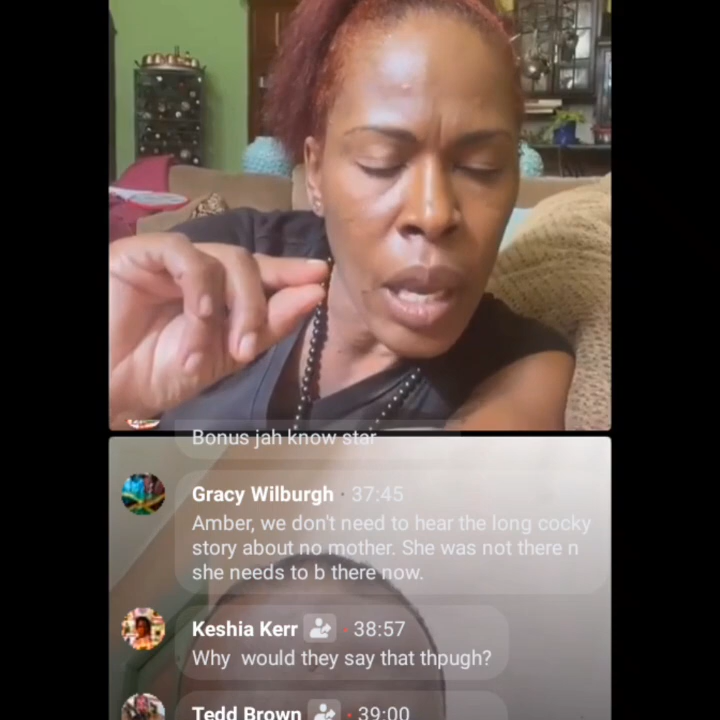 Bonus jah know star
Gracy Wilburgh · 37:45
Amber, we don't need to hear the long cocky
story about no mother. She was not there n
she needs to b there now.
Keshia Kerr · 38:57
Why would they say that thpugh?
Tedd Brown · 39:00